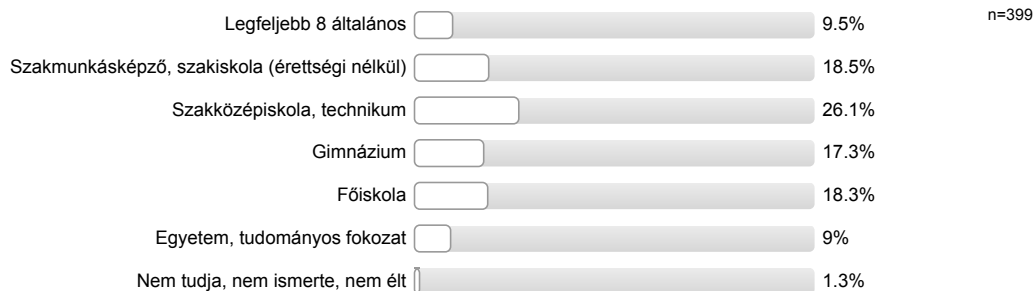 Legfeljebb 8 általános 9.5% n=399
Szakmunkásképző, szakiskola (érettségi nélkül) 18.5%
Szakközépiskola, technikum 26.1%
Gimnázium 17.3%
Főiskola 18.3%
Egyetem, tudományos fokozat 9%
Nem tudja, nem ismerte, nem élt 1.3%